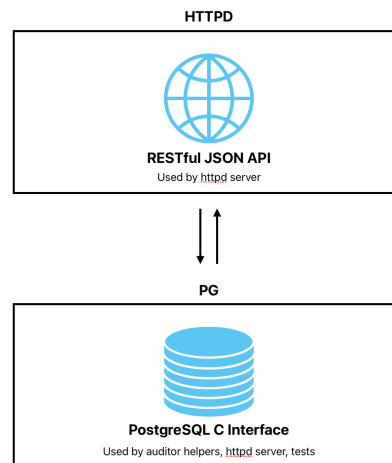 HTTPD
RESTful JSON API
Used by httpd server
PG
PostgreSQL C Interface
Used by auditor helpers, httpd server, tests